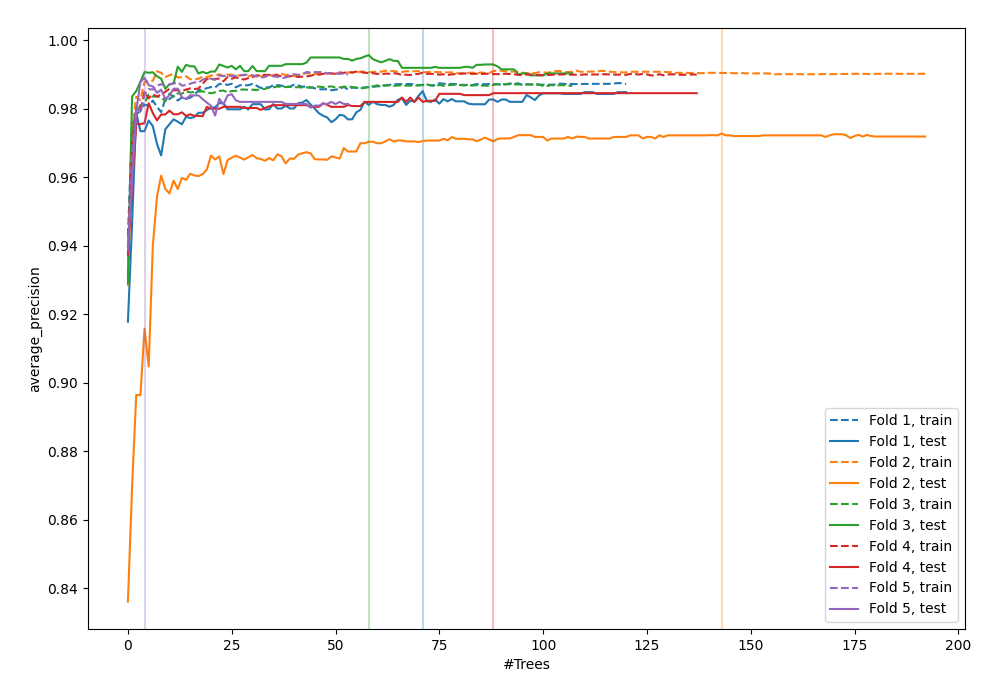 1.00
0.98
0.96
0.94
0.92
0.90
0.88
0.86
0.84
average_precision
0 25 50 75 100 125 150 175 200
#Trees
Fold 1, train
Fold 1, test
Fold 2, train
Fold 2, test
Fold 3, train
Fold 3, test
Fold 4, train
Fold 4, test
Fold 5, train
Fold 5, test